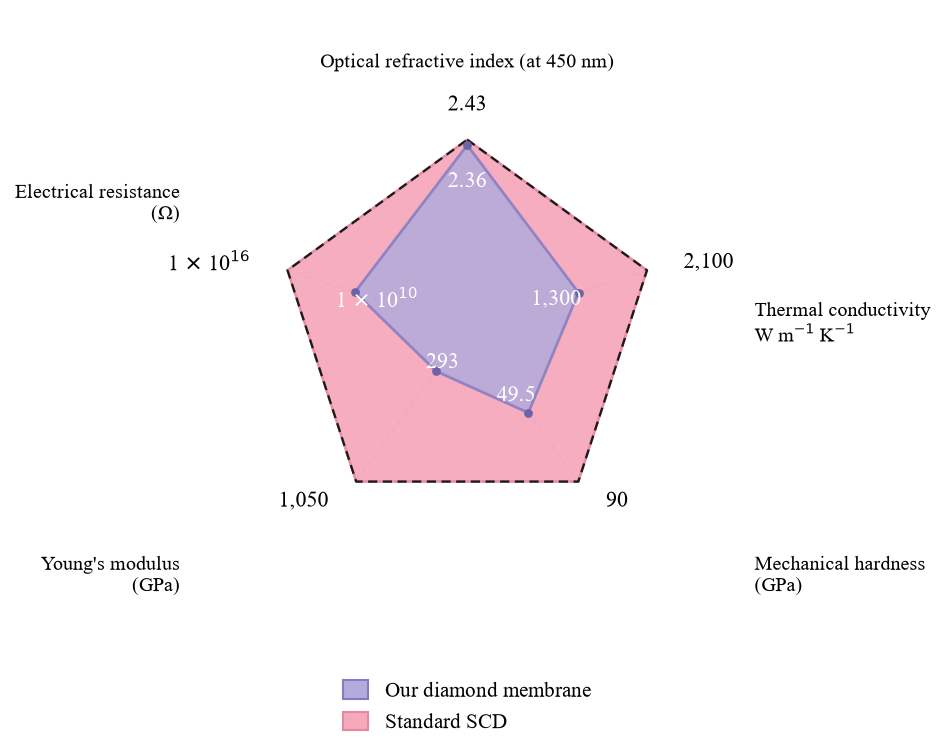 Optical refractive index (at 450 nm)
2.43
2.36
Electrical resistance
(Ω)
1 × 10¹⁶
1 × 10¹⁰
2,100
1,300
Thermal conductivity
W m⁻¹ K⁻¹
293
49.5
1,050
90
Young's modulus
(GPa)
Mechanical hardness
(GPa)
Our diamond membrane
Standard SCD